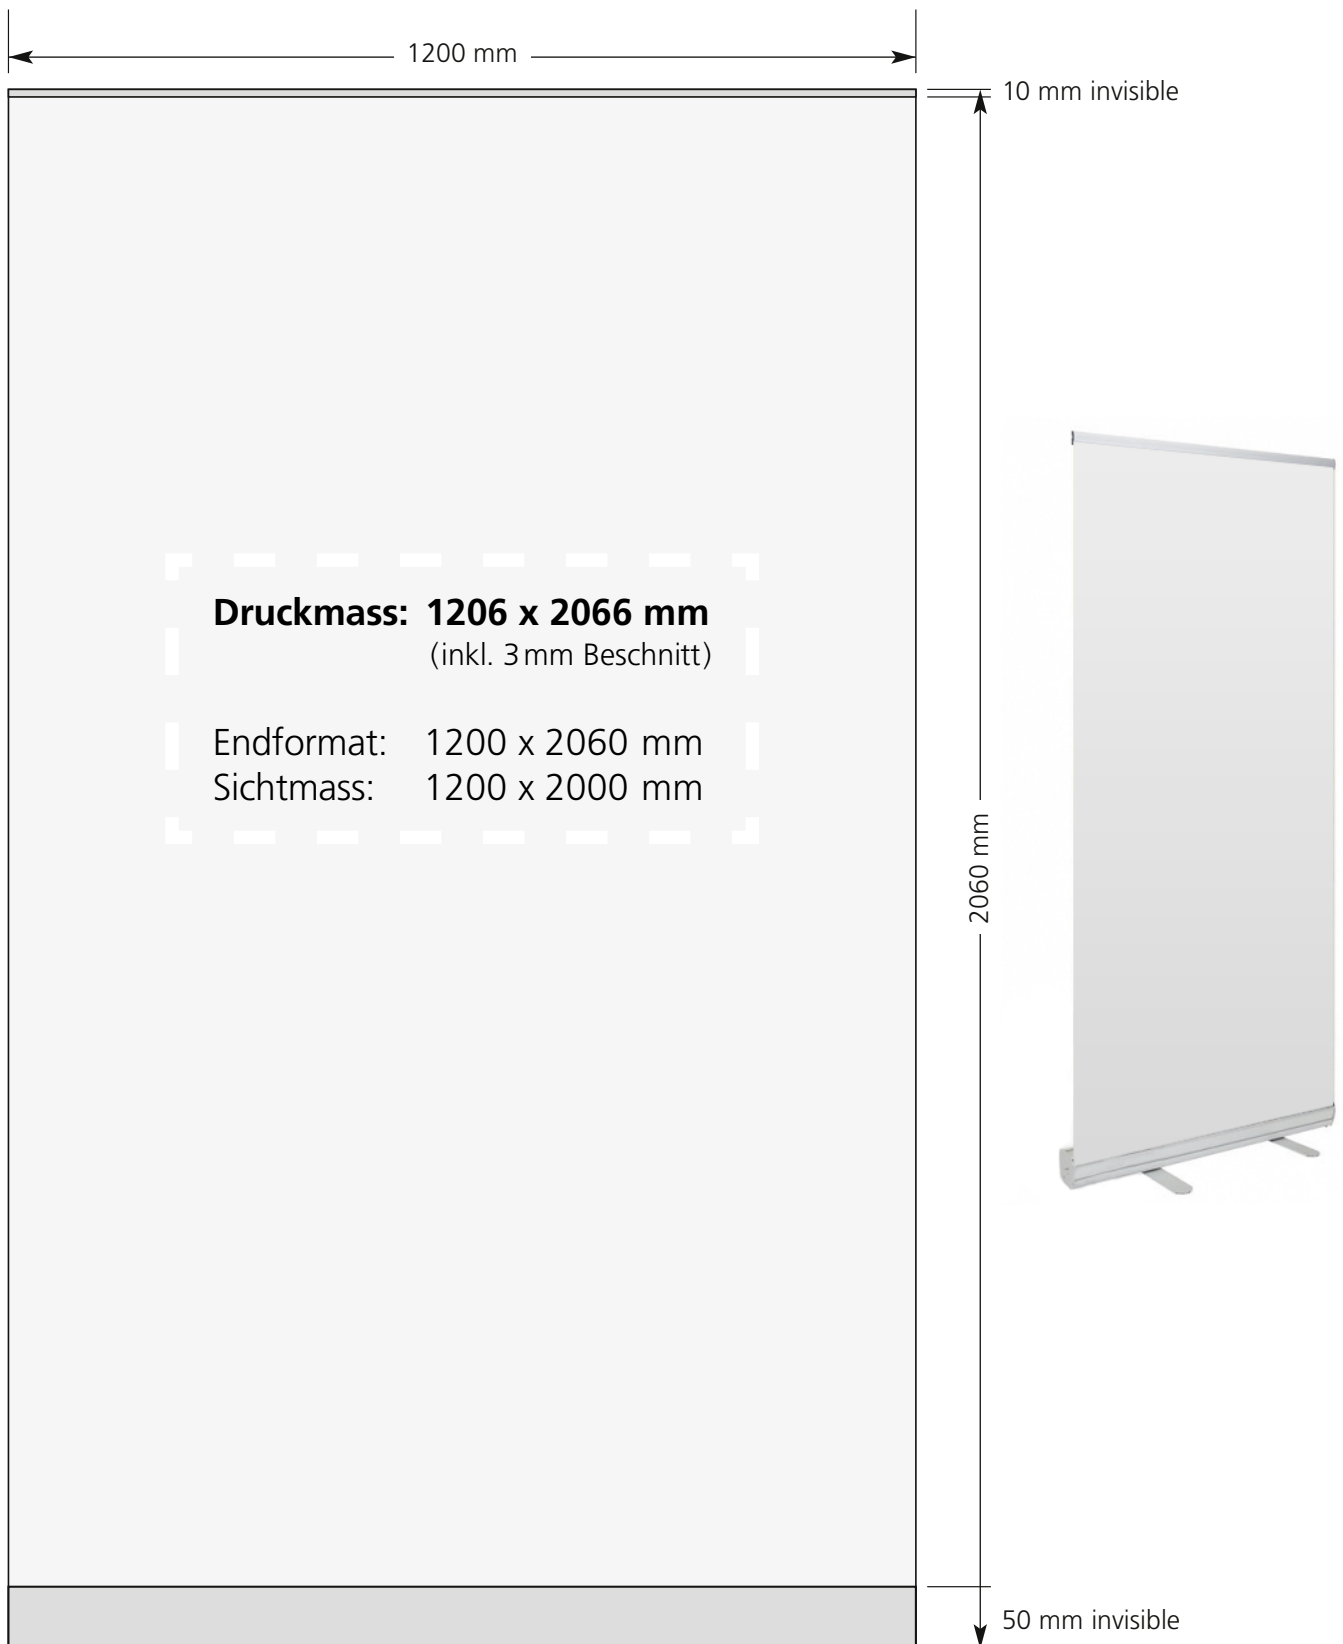 1200 mm
10 mm invisible
Druckmass: 1206 x 2066 mm
(inkl. 3 mm Beschnitt)
Endformat: 1200 x 2060 mm
Sichtmass: 1200 x 2000 mm
2060 mm
50 mm invisible